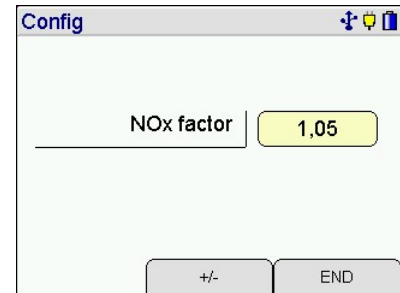 Config
NOx factor 1,05
+/- END